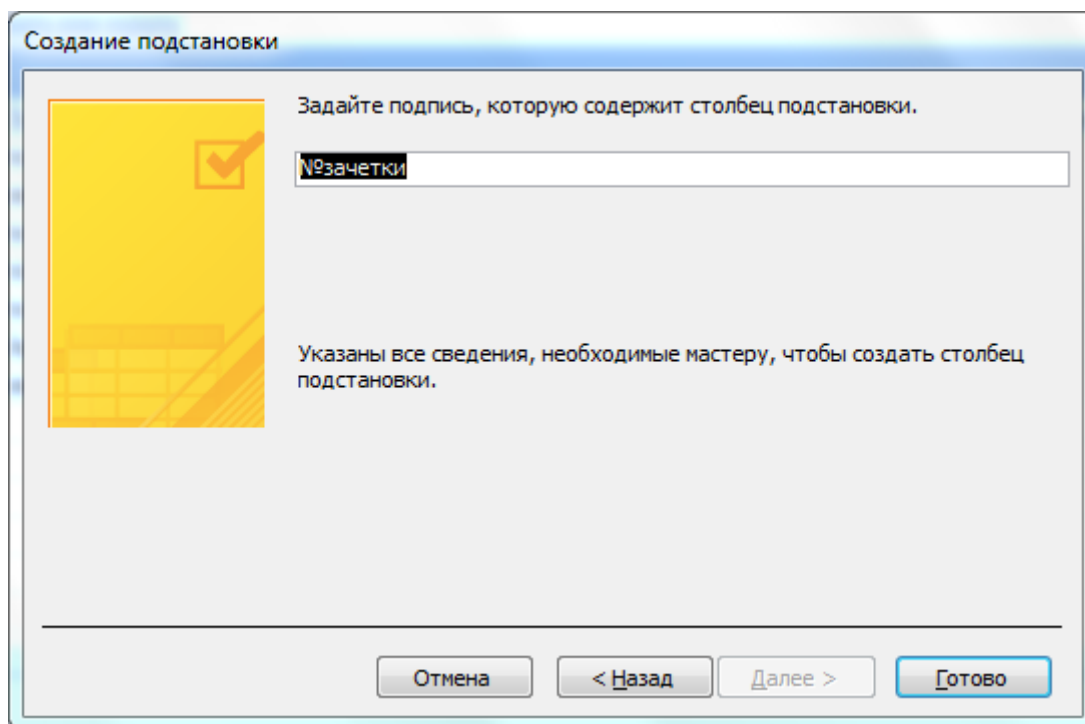 Создание подстановки
Задайте подпись, которую содержит столбец подстановки.
№зачетки
Указаны все сведения, необходимые мастеру, чтобы создать столбец
подстановки.
Отмена
< Назад
Далее >
Готово